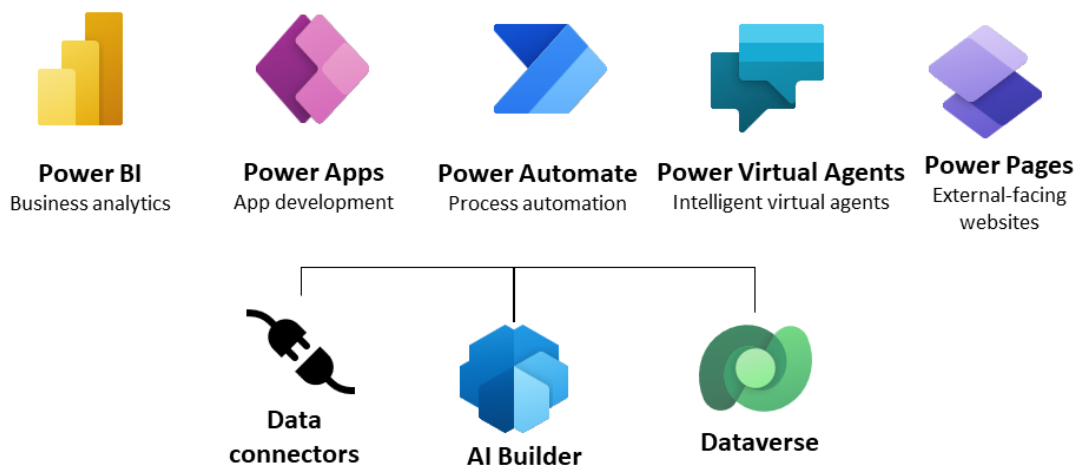 Power BI
Business analytics
Power Apps
App development
Power Automate
Process automation
Power Virtual Agents
Intelligent virtual agents
Power Pages
External-facing
websites
Data
connectors
AI Builder
Dataverse